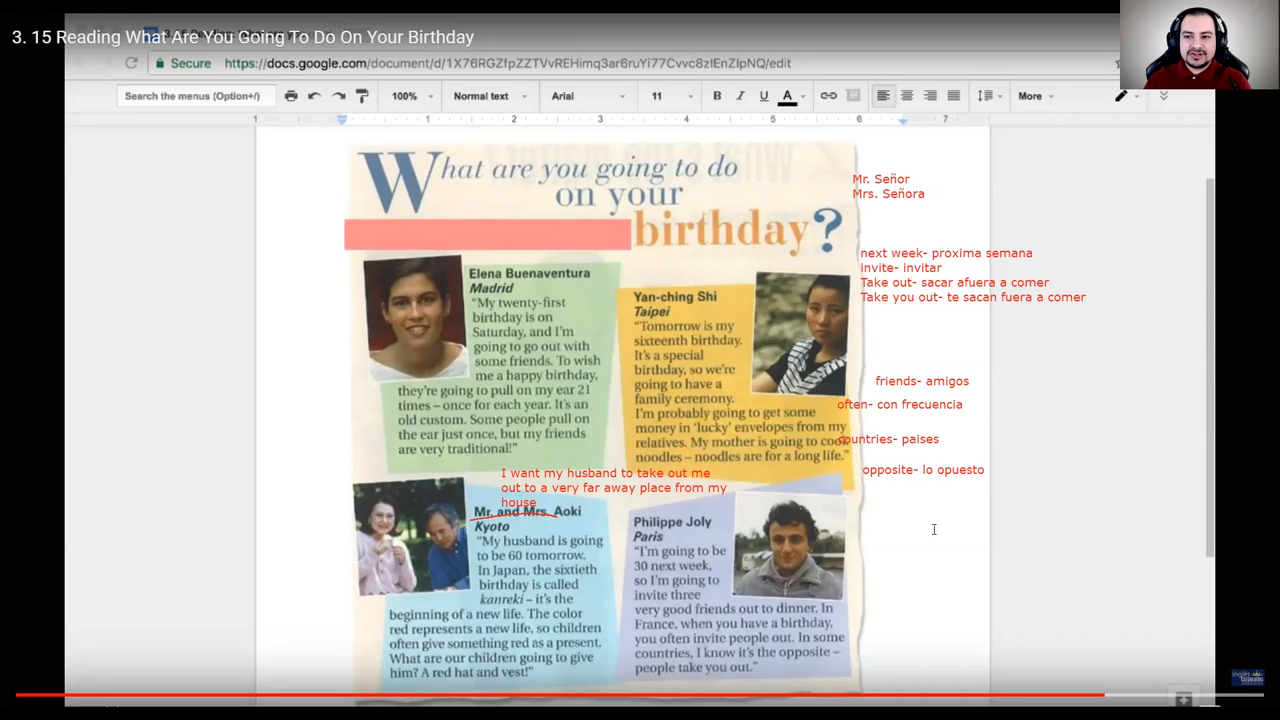 3. 15 Reading What Are You Going To Do On Your Birthday
Secure
https://docs.google.com/document/d/1X76RGZfpZZTVvREHimq3ar6ruYi77Cvvc8zIEnZIpNQ/edit
Search the menus (Option+/)
100%
Normal text
Arial
11
B
I
U
A
More
1
1
2
3
4
5
6
7
What are you going to do
on your
birthday?
Elena Buenaventura
Madrid
“My twenty-first
birthday is on
Saturday, and I'm
going to go out with
some friends. To wish
me a happy birthday,
they're going to pull on my ear 21
times – once for each year. It's an
old custom. Some people pull on
the ear just once, but my friends
are very traditional!”
Yan-ching Shi
Taipei
“Tomorrow is my
sixteenth birthday.
It's a special
birthday, so we're
going to have a
family ceremony.
I'm probably going to get some
money in 'lucky' envelopes from my
relatives. My mother is going to cook
noodles – noodles are for a long life.”
Mr. and Mrs. Aoki
Kyoto
“My husband is going
to be 60 tomorrow.
In Japan, the sixtieth
birthday is called
kanreki – it's the
beginning of a new life. The color
red represents a new life, so children
often give something red as a present.
What are our children going to give
him? A red hat and vest!”
Philippe Joly
Paris
“I'm going to be
30 next week,
so I'm going to
invite three
very good friends out to dinner. In
France, when you have a birthday,
you often invite people out. In some
countries, I know it's the opposite –
people take you out.”
Mr. Señor
Mrs. Señora
next week- proxima semana
invite- invitar
Take out- sacar afuera a comer
Take you out- te sacan fuera a comer
friends- amigos
often- con frecuencia
countries- paises
opposite- lo opuesto
I want my husband to take out me
out to a very far away place from my
house
Inglés
Corporativo